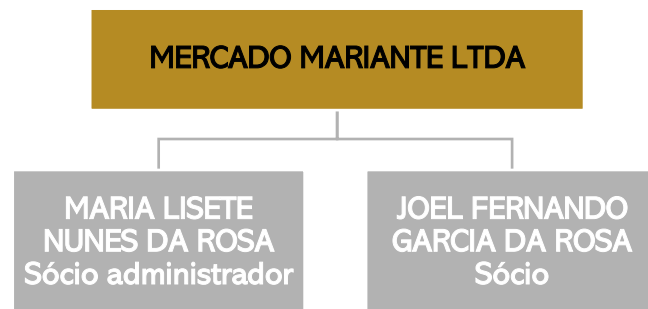 MERCADO MARIANTE LTDA
MARIA LISETE
NUNES DA ROSA
Sócio administrador
JOEL FERNANDO
GARCIA DA ROSA
Sócio